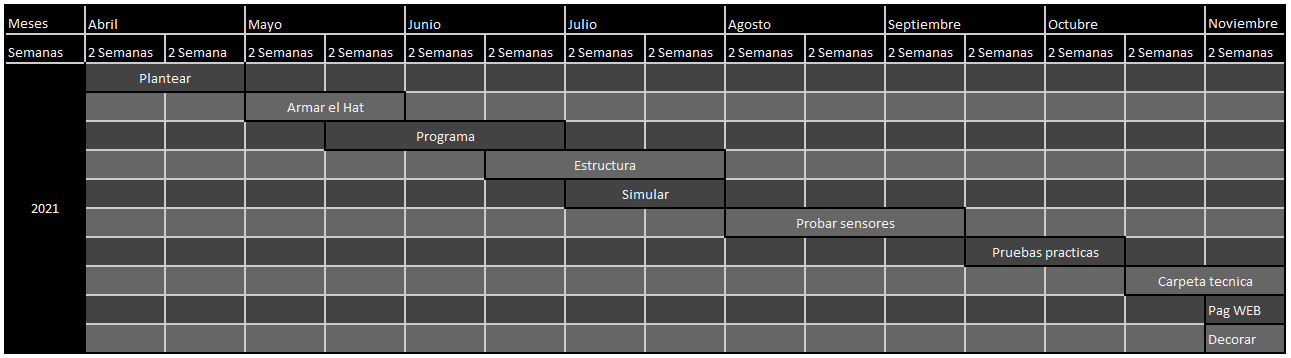 Meses Abril Mayo Junio Julio Agosto Septiembre Octubre Noviembre
Semanas 2 Semanas 2 Semana 2 Semanas 2 Semanas 2 Semanas 2 Semanas 2 Semanas 2 Semanas 2 Semanas 2 Semanas 2 Semanas 2 Semanas 2 Semanas 2 Semanas 2 Semanas
Plantear
Armar el Hat
Programa
Estructura
Simular
2021
Probar sensores
Pruebas practicas
Carpeta tecnica
Pag WEB
Decorar